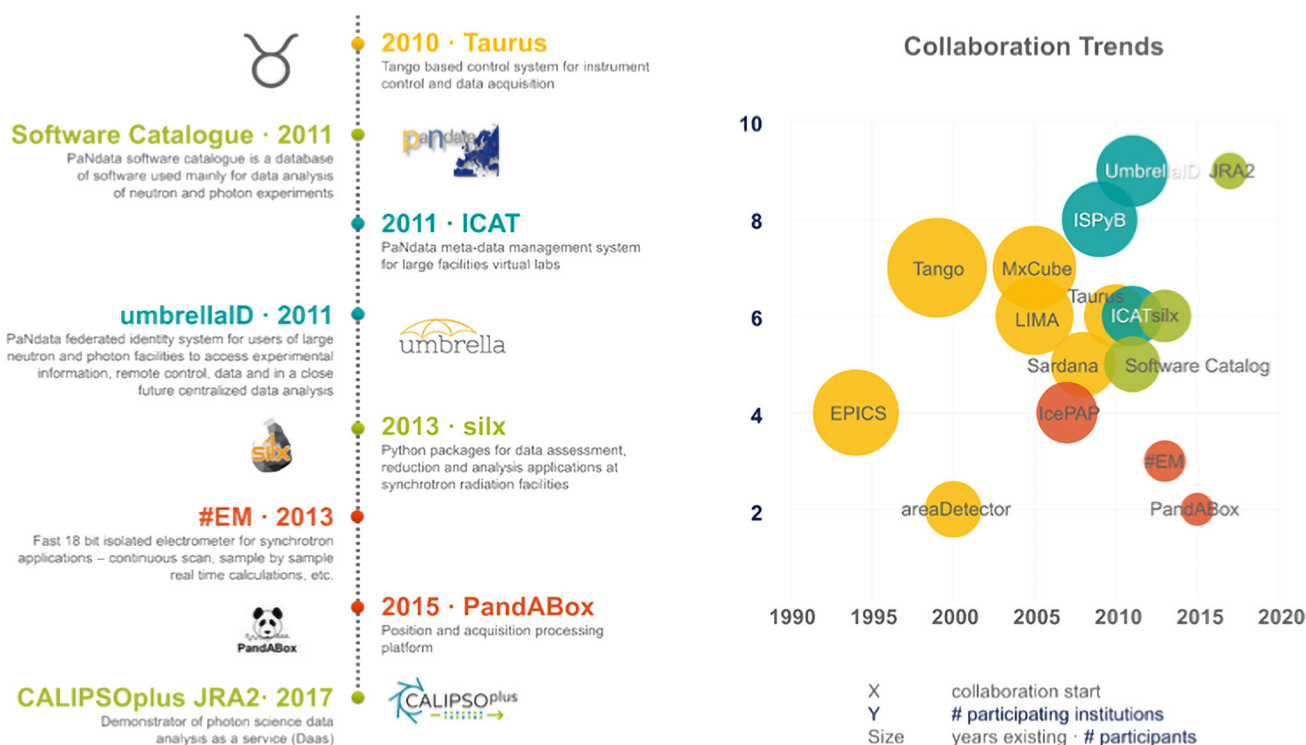 2010 · Taurus
Tango based control system for instrument
control and data acquisition
Software Catalogue · 2011
PaNdata software catalogue is a database
of software used mainly for data analysis
of neutron and photon experiments
pandata
2011 · ICAT
PaNdata meta-data management system
for large facilities virtual labs
umbrellaID · 2011
PaNdata federated identity system for users of large
neutron and photon facilities to access experimental
information, remote control, data and in a close
future centralized data analysis
umbrella
silx
2013 · silx
Python packages for data assessment,
reduction and analysis applications at
synchrotron radiation facilities
#EM · 2013
Fast 18 bit isolated electrometer for synchrotron
applications – continuous scan, sample by sample
real time calculations, etc.
PandABox
2015 · PandABox
Position and acquisition processing
platform
CALIPSOplus JRA2· 2017
Demonstrator of photon science data
analysis as a service (Daas)
CALIPSOplus
Collaboration Trends
10
8
6
4
2
UmbrellaID
JRA2
ISPyB
Tango
MxCube
Taurus
LIMA
ICAT
silx
Sardana
Software Catalog
EPICS
IcePAP
#EM
areaDetector
PandABox
1990 1995 2000 2005 2010 2015 2020
X collaboration start
Y # participating institutions
Size years existing · # participants